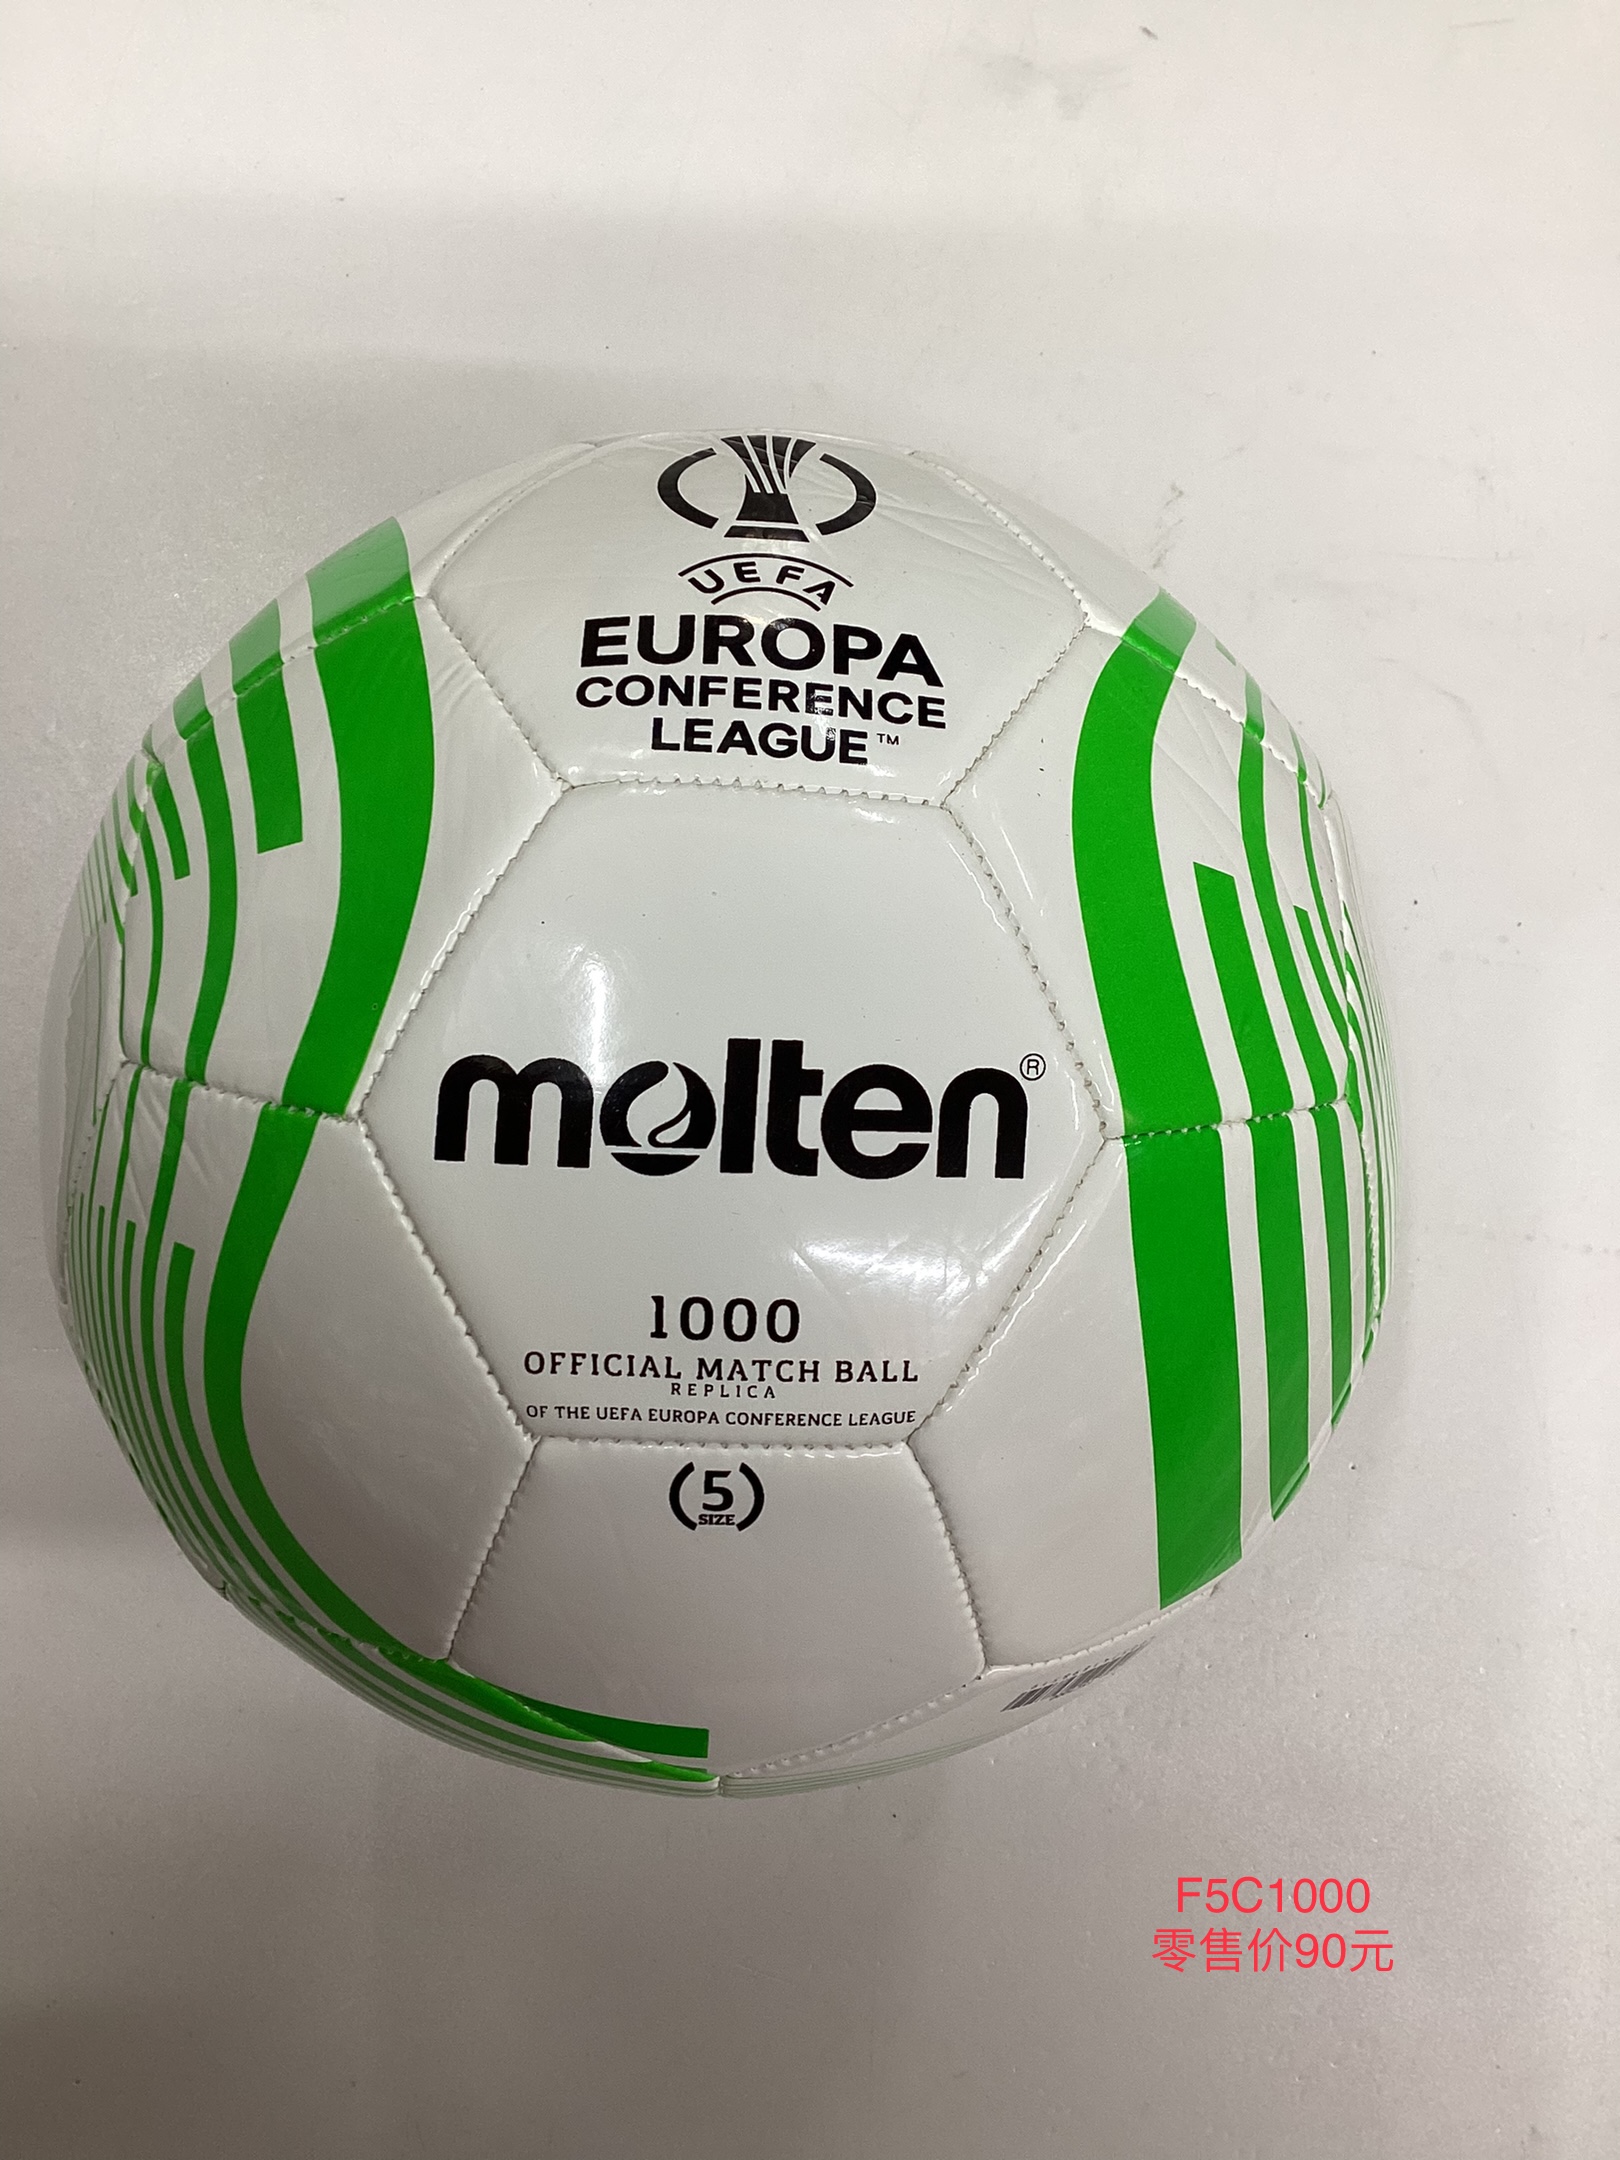 UEFA
EUROPA
CONFERENCE
LEAGUE™
molten®
1000
OFFICIAL MATCH BALL
REPLICA
OF THE UEFA EUROPA CONFERENCE LEAGUE
5
SIZE
F5C1000
零售价90元